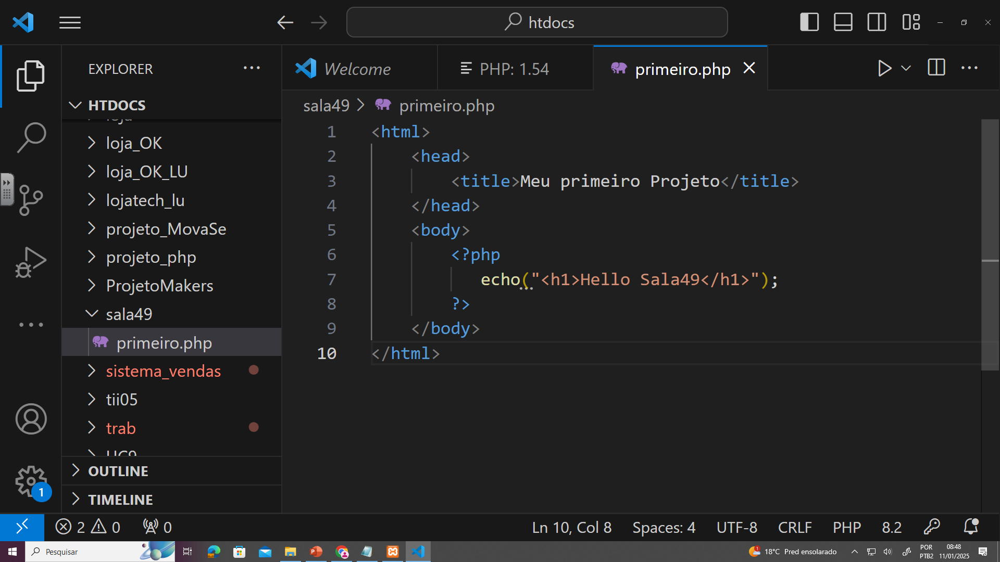 htdocs
EXPLORER
HTDOCS
loja
loja_OK
loja_OK_LU
lojatech_lu
projeto_MovaSe
projeto_php
ProjetoMakers
sala49
primeiro.php
sistema_vendas
tii05
trab
OUTLINE
TIMELINE
Welcome
PHP: 1.54
primeiro.php
sala49 > primeiro.php
1 <html>
2 <head>
3 <title>Meu primeiro Projeto</title>
4 </head>
5 <body>
6 <?php
7 echo("<h1>Hello Sala49</h1>");
8 ?>
9 </body>
10 </html>
1
2 0 0
Ln 10, Col 8 Spaces: 4 UTF-8 CRLF PHP 8.2
Pesquisar
1 18°C Pred ensolarado
POR
PTB2
08:48
11/01/2025